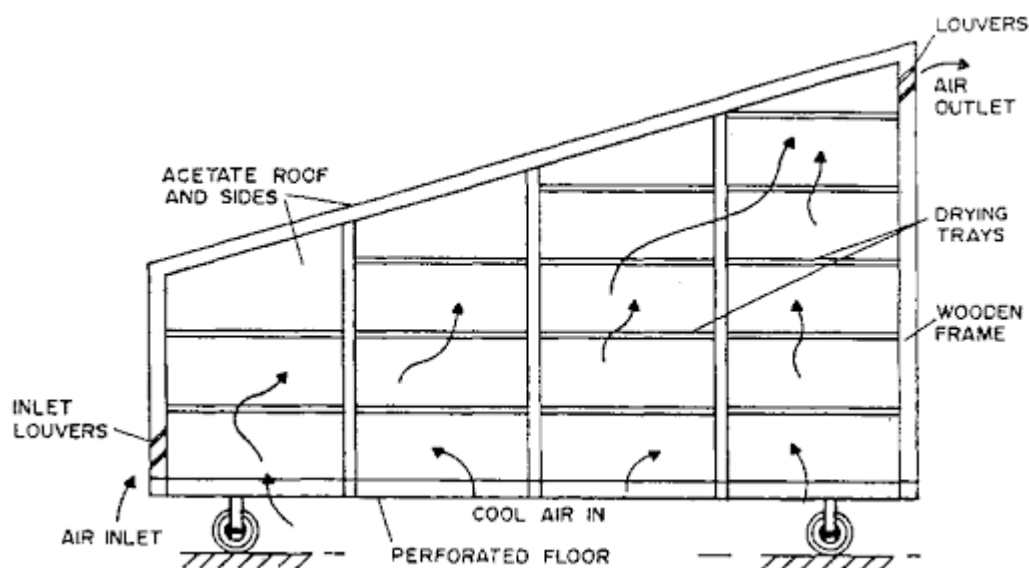 LOUVERS
AIR
OUTLET
ACETATE ROOF
AND SIDES
DRYING
TRAYS
WOODEN
FRAME
INLET
LOUVERS
AIR INLET
COOL AIR IN
PERFORATED FLOOR